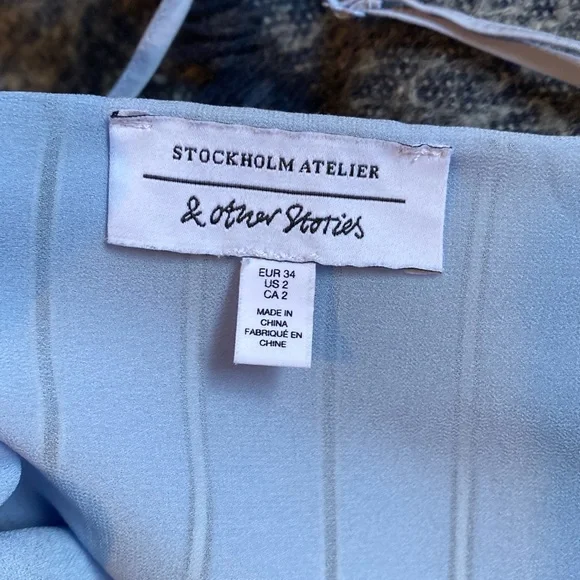 STOCKHOLM ATELIER
& other Stories
EUR 34
US 2
CA 2
MADE IN
CHINA
FABRIQUÉ EN
CHINE